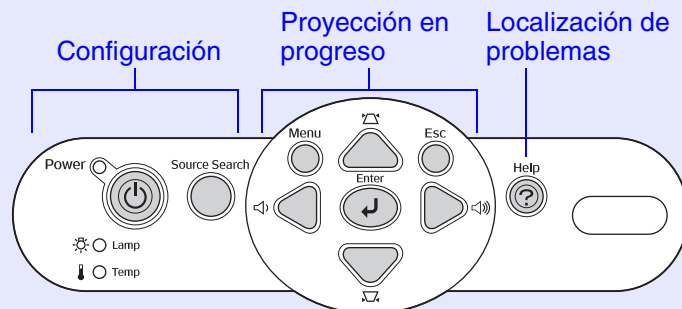 Configuración
Proyección en
progreso
Localización de
problemas
Power
Source Search
Menu
Esc
Enter
Help
?
Lamp
Temp